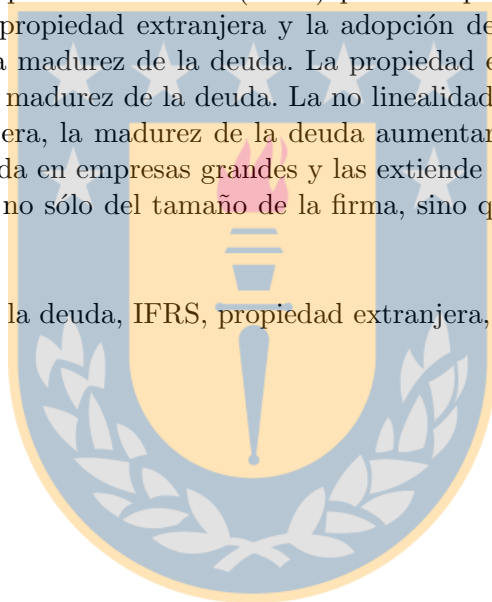 propiedad extranjera y la adopción de
madurez de la deuda. La propiedad e
madurez de la deuda. La no linealidad
era, la madurez de la deuda aumentar
da en empresas grandes y las extiende
no sólo del tamaño de la firma, sino q
la deuda, IFRS, propiedad extranjera,